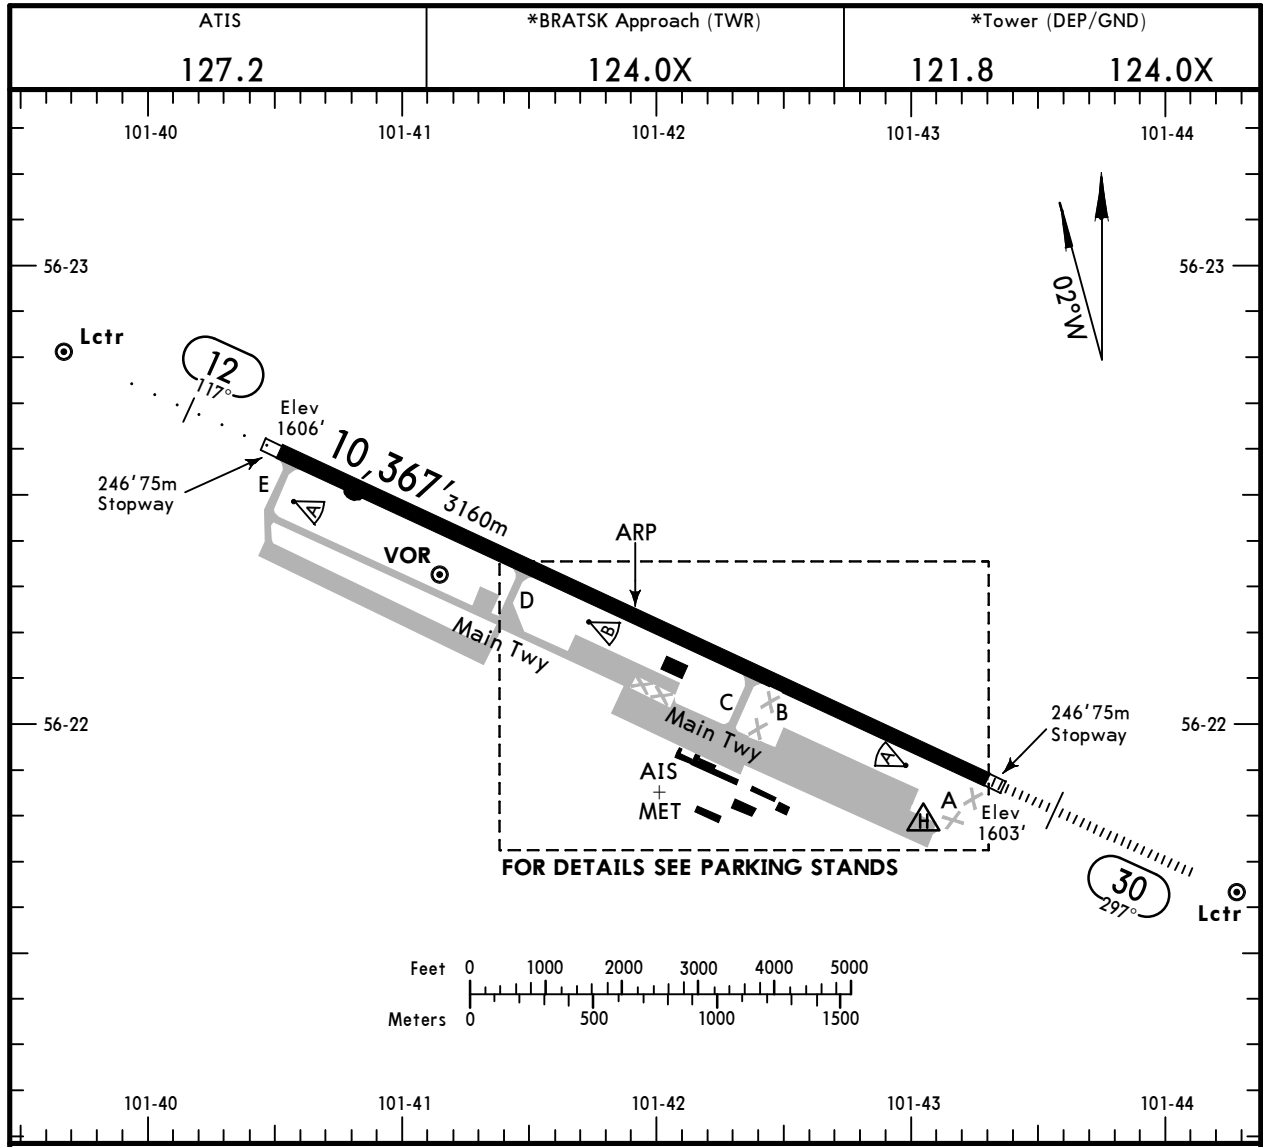 ATIS
127.2
*BRATSK Approach (TWR)
124.0X
*Tower (DEP/GND)
121.8 124.0X
101-40 101-41 101-42 101-43 101-44
56-23 56-23
02°W
Lctr
12
117°
Elev
1606'
10,367' 3160m
246'75m
Stopway
E
A
VOR
ARP
D
B
Main Twy
C
B
Main Twy
A
56-22 56-22
246'75m
Stopway
AIS
+
MET
H
A
Elev
1603'
FOR DETAILS SEE PARKING STANDS
30
297°
Lctr
Feet 0 1000 2000 3000 4000 5000
Meters 0 500 1000 1500
101-40 101-41 101-42 101-43 101-44